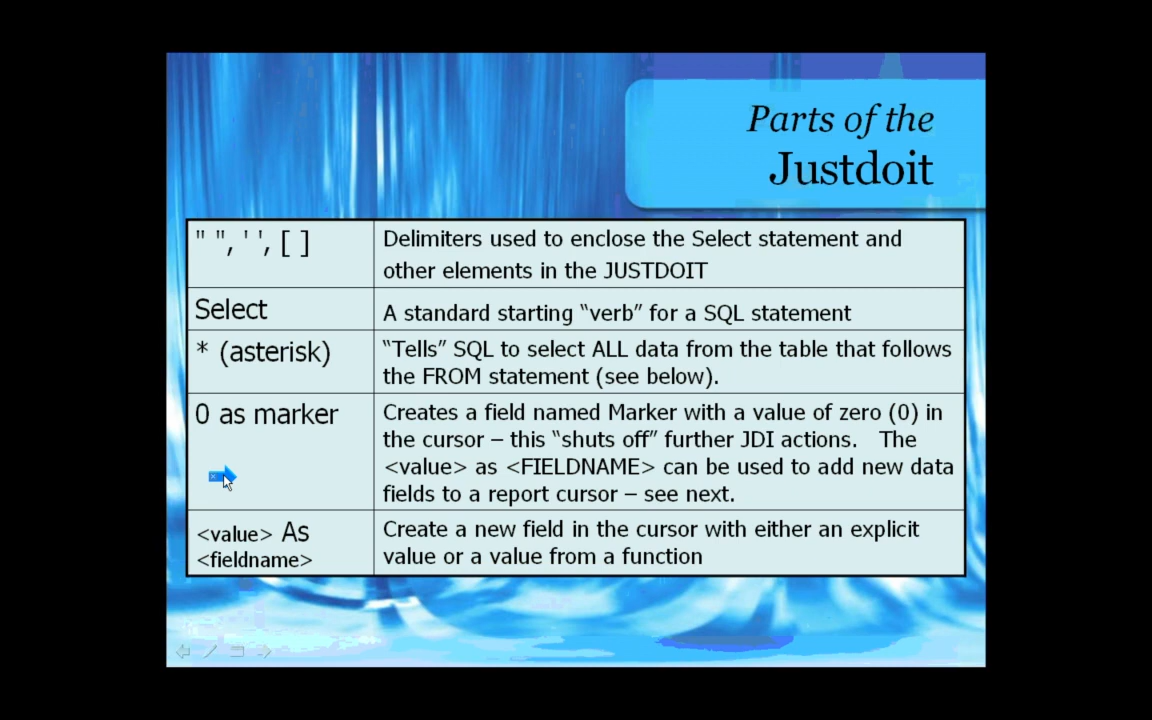 Parts of the
Justdoit
" ", ' ', [ ]
Delimiters used to enclose the Select statement and
other elements in the JUSTDOIT
Select
A standard starting “verb” for a SQL statement
* (asterisk)
“Tells” SQL to select ALL data from the table that follows
the FROM statement (see below).
0 as marker
Creates a field named Marker with a value of zero (0) in
the cursor – this “shuts off” further JDI actions. The
<value> as <FIELDNAME> can be used to add new data
fields to a report cursor – see next.
<value> As
<fieldname>
Create a new field in the cursor with either an explicit
value or a value from a function